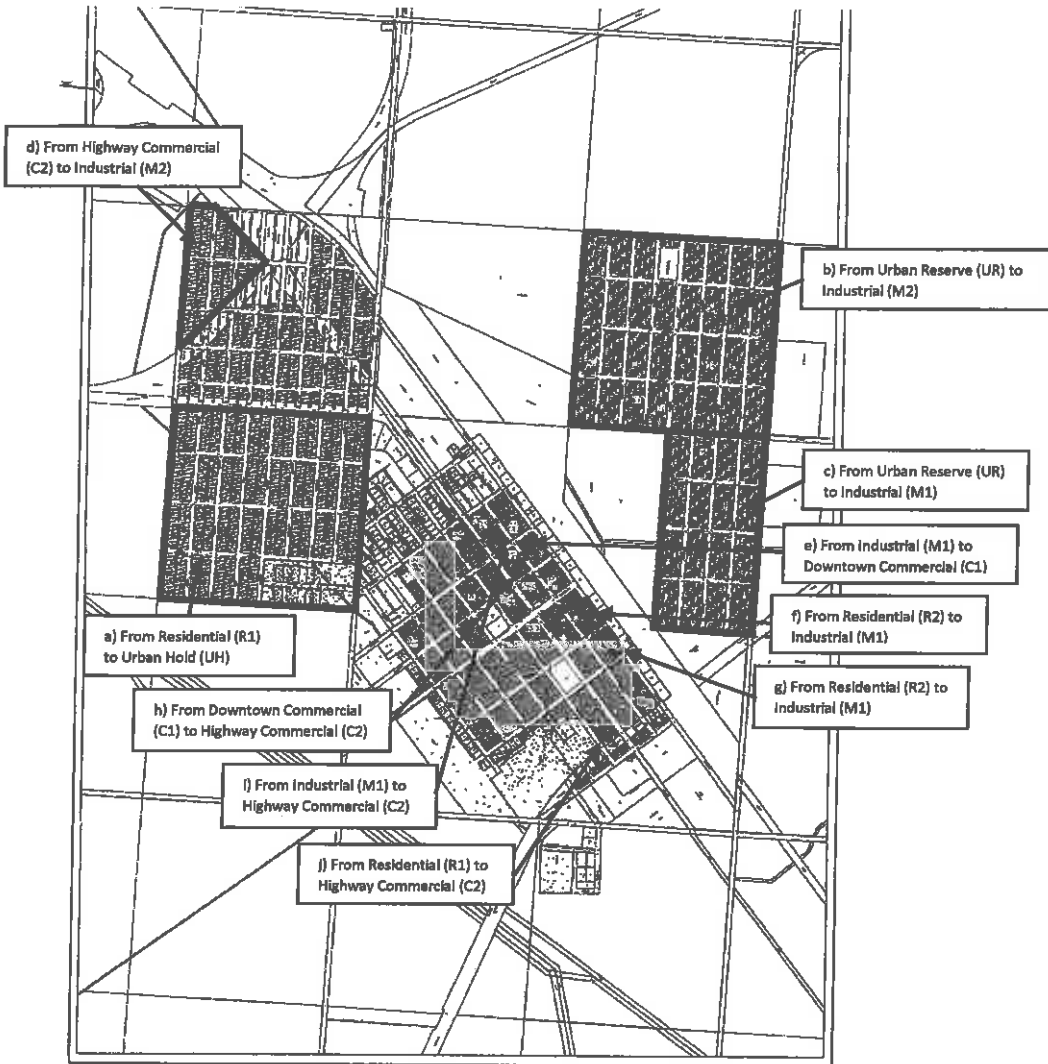 d) From Highway Commercial
(C2) to Industrial (M2)
b) From Urban Reserve (UR) to
Industrial (M2)
c) From Urban Reserve (UR)
to Industrial (M1)
e) From Industrial (M1) to
Downtown Commercial (C1)
f) From Residential (R2) to
Industrial (M1)
a) From Residential (R1)
to Urban Hold (UH)
g) From Residential (R2) to
Industrial (M1)
h) From Downtown Commercial
(C1) to Highway Commercial (C2)
i) From Industrial (M1) to
Highway Commercial (C2)
j) From Residential (R1) to
Highway Commercial (C2)